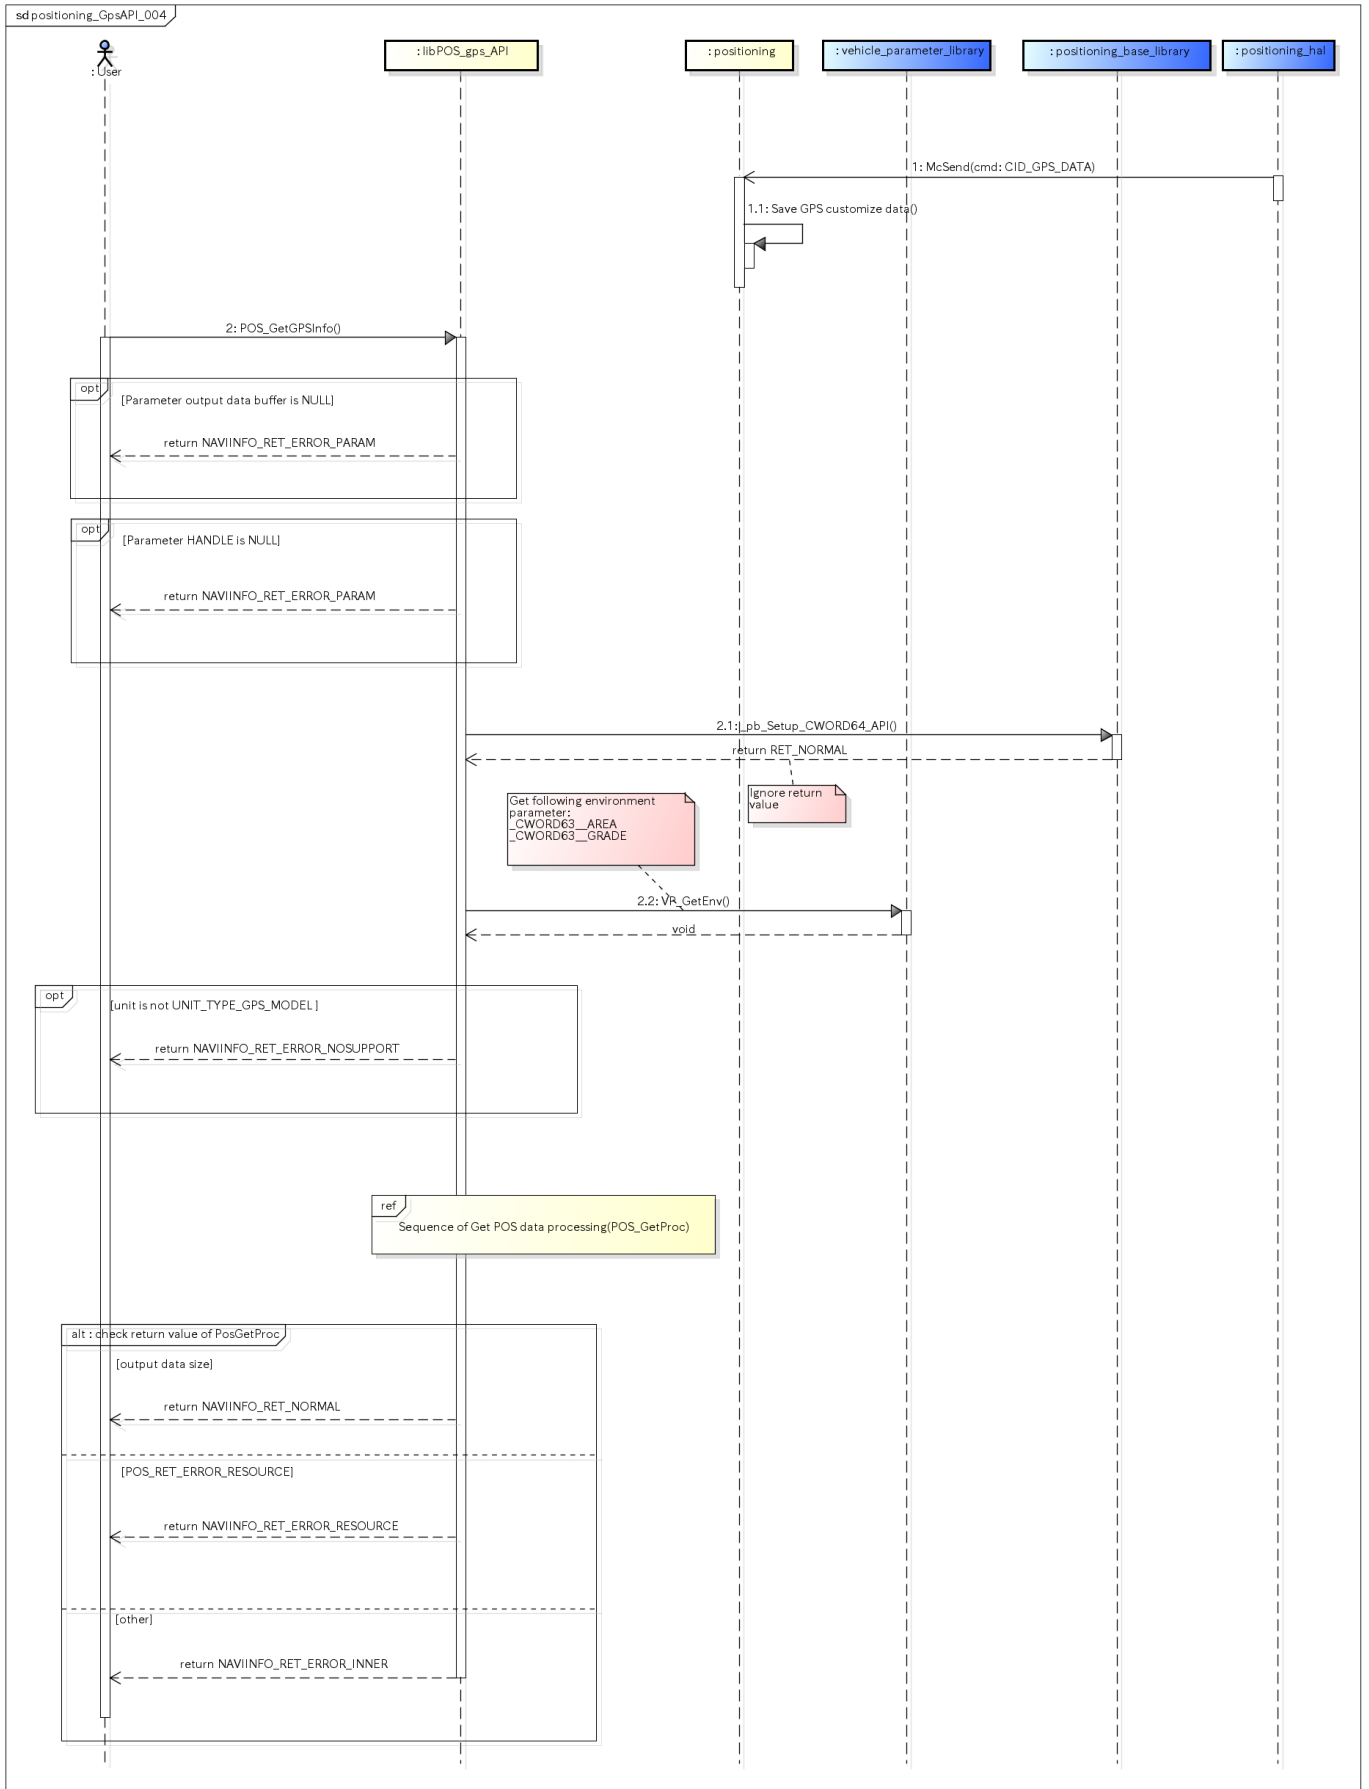 sd positioning_GpsAPI_004
: User
: libPOS_gps_API
: positioning
: vehicle_parameter_library
: positioning_base_library
: positioning_hal
1: McSend(cmd: CID_GPS_DATA)
1.1: Save GPS customize data()
2: POS_GetGPSInfo()
opt
[Parameter output data buffer is NULL]
return NAVIINFO_RET_ERROR_PARAM
opt
[Parameter HANDLE is NULL]
return NAVIINFO_RET_ERROR_PARAM
2.1: _pb_Setup_CWORD64_API()
return RET_NORMAL
Ignore return
value
Get following environment
parameter:
_CWORD63__AREA
_CWORD63__GRADE
2.2: VP_GetEnv()
void
opt
[unit is not UNIT_TYPE_GPS_MODEL ]
return NAVIINFO_RET_ERROR_NOSUPPORT
ref
Sequence of Get POS data processing(POS_GetProc)
alt : check return value of PosGetProc
[output data size]
return NAVIINFO_RET_NORMAL
[POS_RET_ERROR_RESOURCE]
return NAVIINFO_RET_ERROR_RESOURCE
[other]
return NAVIINFO_RET_ERROR_INNER